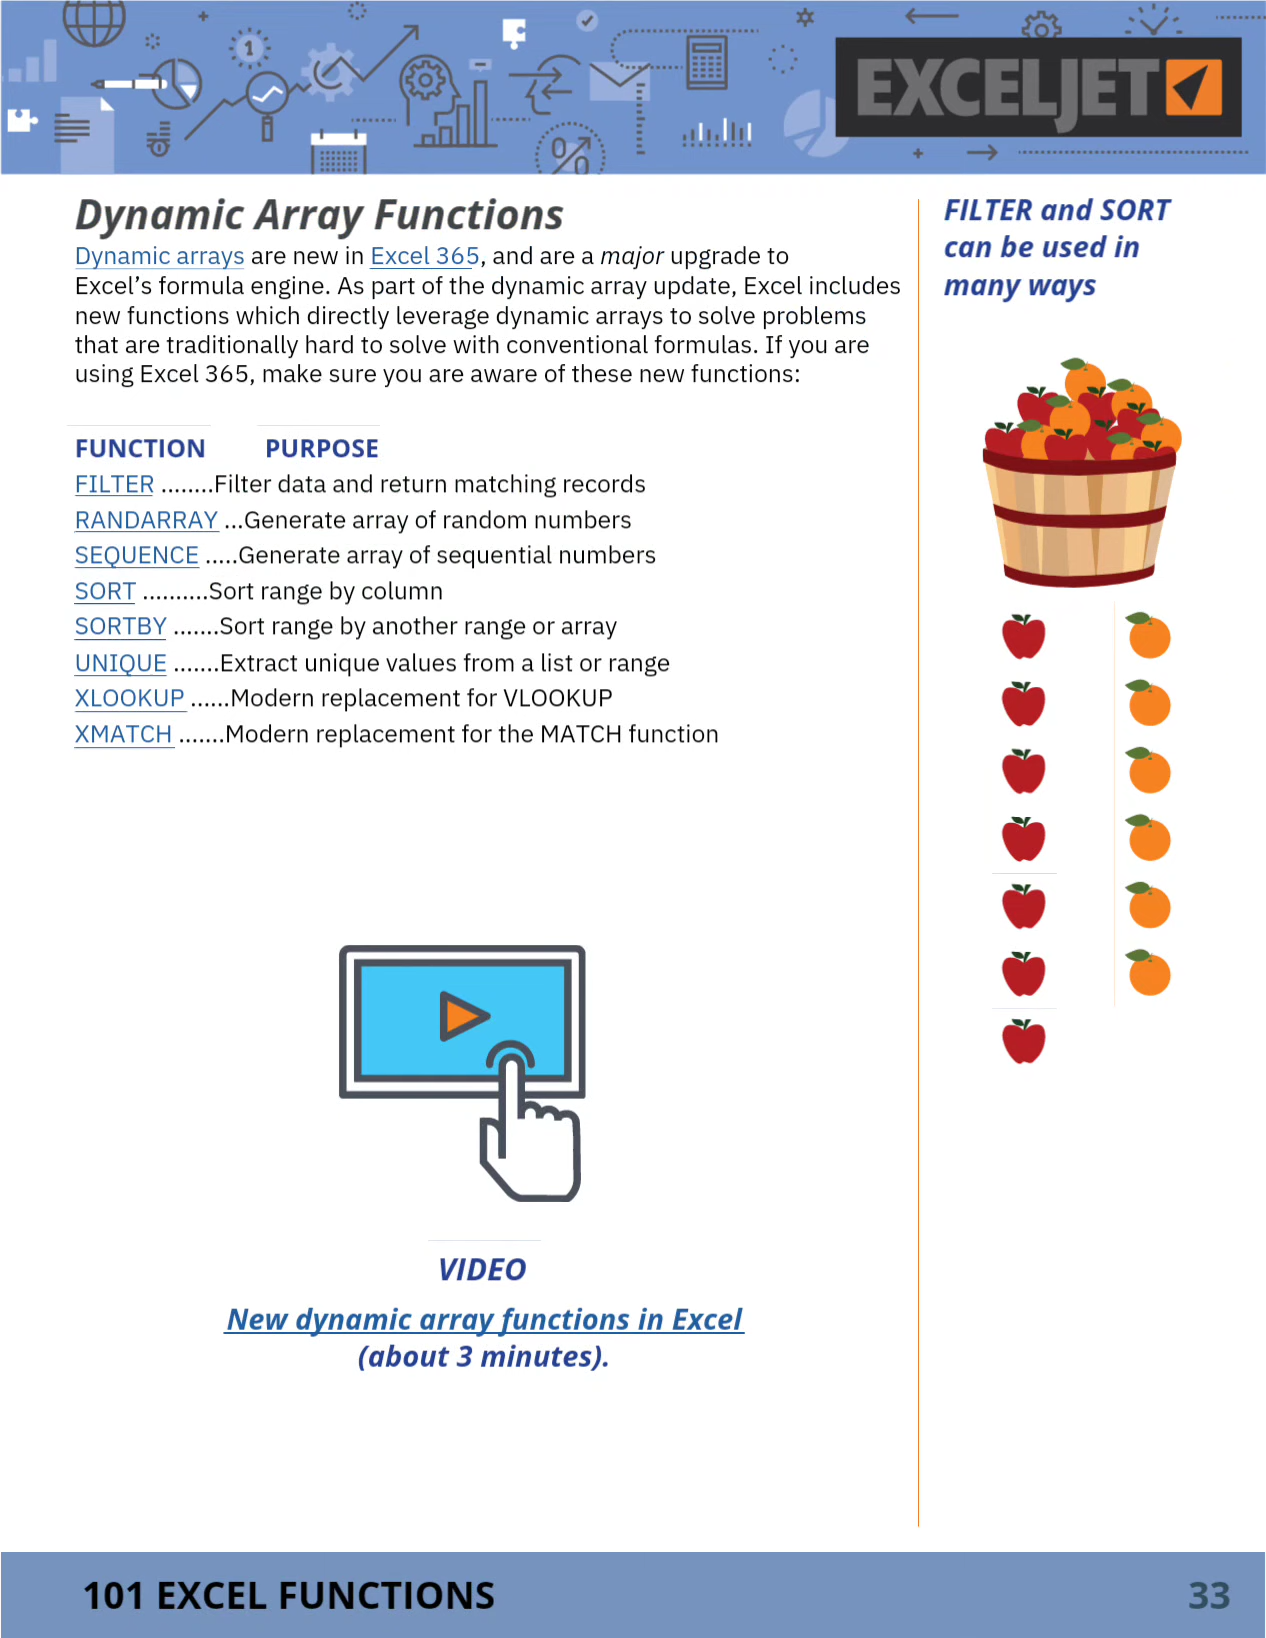 EXCELJET
Dynamic Array Functions
Dynamic arrays are new in Excel 365, and are a major upgrade to
Excel’s formula engine. As part of the dynamic array update, Excel includes
new functions which directly leverage dynamic arrays to solve problems
that are traditionally hard to solve with conventional formulas. If you are
using Excel 365, make sure you are aware of these new functions:
FUNCTION PURPOSE
FILTER ........Filter data and return matching records
RANDARRAY ...Generate array of random numbers
SEQUENCE .....Generate array of sequential numbers
SORT ..........Sort range by column
SORTBY .......Sort range by another range or array
UNIQUE .......Extract unique values from a list or range
XLOOKUP ......Modern replacement for VLOOKUP
XMATCH .......Modern replacement for the MATCH function
VIDEO
New dynamic array functions in Excel
(about 3 minutes).
FILTER and SORT
can be used in
many ways
101 EXCEL FUNCTIONS
33